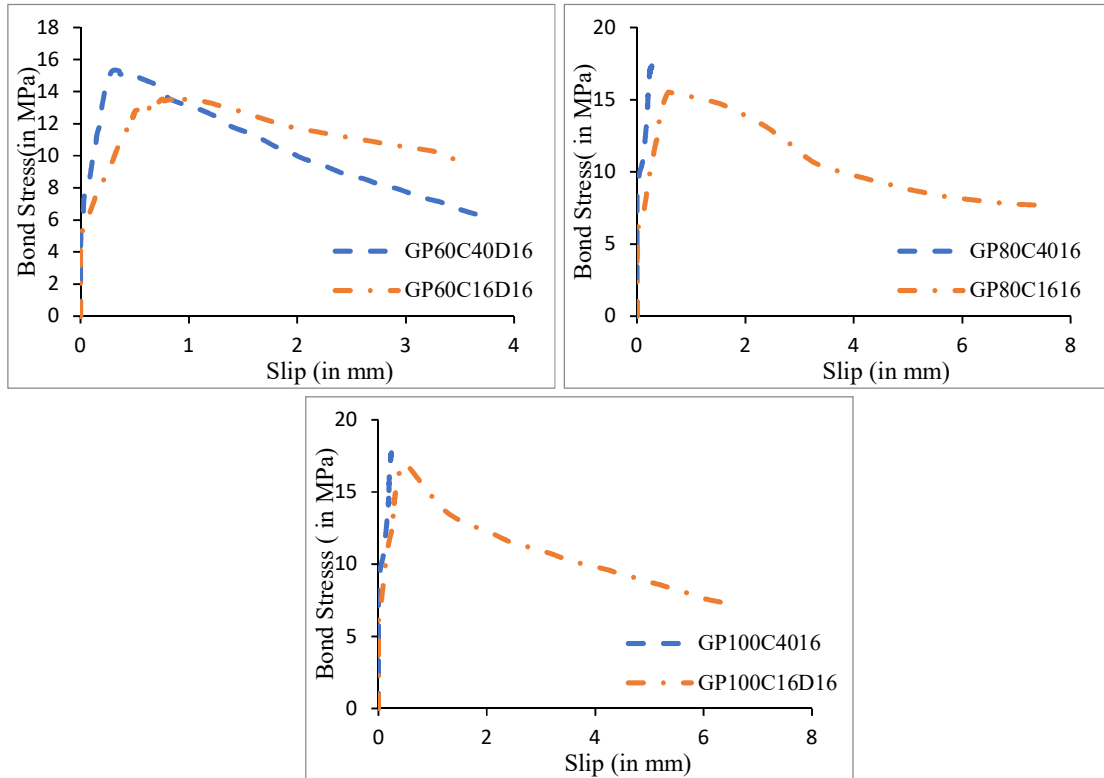 18
16
14
12
10
8
6
4
2
0
Bond Stress(in MPa)
GP60C40D16
GP60C16D16
0 1 2 3 4
Slip (in mm)
20
15
10
5
0
Bond Stress( in MPa)
GP80C4016
GP80C1616
0 2 4 6 8
Slip (in mm)
20
15
10
5
0
Bond Stresss ( in MPa)
GP100C4016
GP100C16D16
0 2 4 6 8
Slip (in mm)